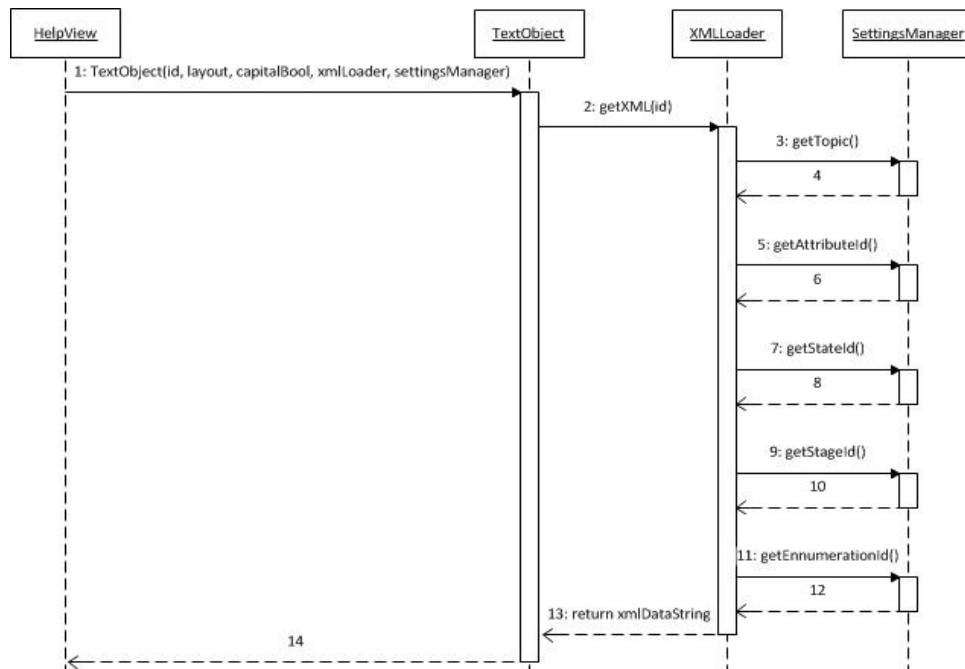 HelpView
TextObject
XMLLoader
SettingsManager
1: TextObject(id, layout, capitalBool, xmlLoader, settingsManager)
2: getXML(id)
3: getTopic()
4
5: getAttributeId()
6
7: getStateId()
8
9: getStageId()
10
11: getEnnumerationId()
12
13: return xmlDataString
14